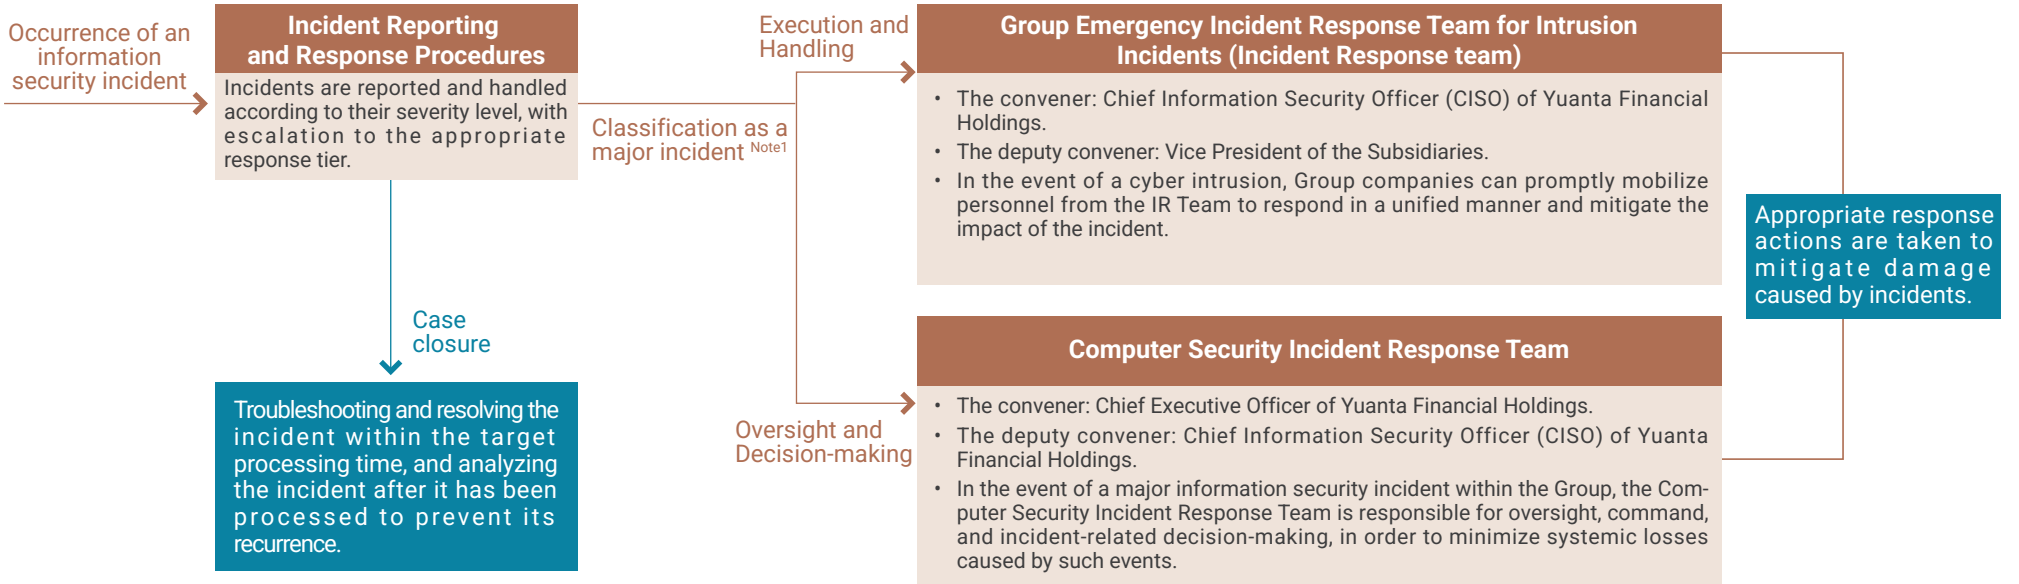 Occurrence of an
information
security incident
Incident Reporting
and Response Procedures
Incidents are reported and handled
according to their severity level, with
escalation to the appropriate
response tier.
Case
closure
Troubleshooting and resolving the
incident within the target
processing time, and analyzing
the incident after it has been
processed to prevent its
recurrence.
Classification as a
major incident Note1
Execution and
Handling
Group Emergency Incident Response Team for Intrusion
Incidents (Incident Response team)
• The convener: Chief Information Security Officer (CISO) of Yuanta Financial
Holdings.
• The deputy convener: Vice President of the Subsidiaries.
• In the event of a cyber intrusion, Group companies can promptly mobilize
personnel from the IR Team to respond in a unified manner and mitigate the
impact of the incident.
Oversight and
Decision-making
Computer Security Incident Response Team
• The convener: Chief Executive Officer of Yuanta Financial Holdings.
• The deputy convener: Chief Information Security Officer (CISO) of Yuanta
Financial Holdings.
• In the event of a major information security incident within the Group, the Com-
puter Security Incident Response Team is responsible for oversight, command,
and incident-related decision-making, in order to minimize systemic losses
caused by such events.
Appropriate response
actions are taken to
mitigate damage
caused by incidents.